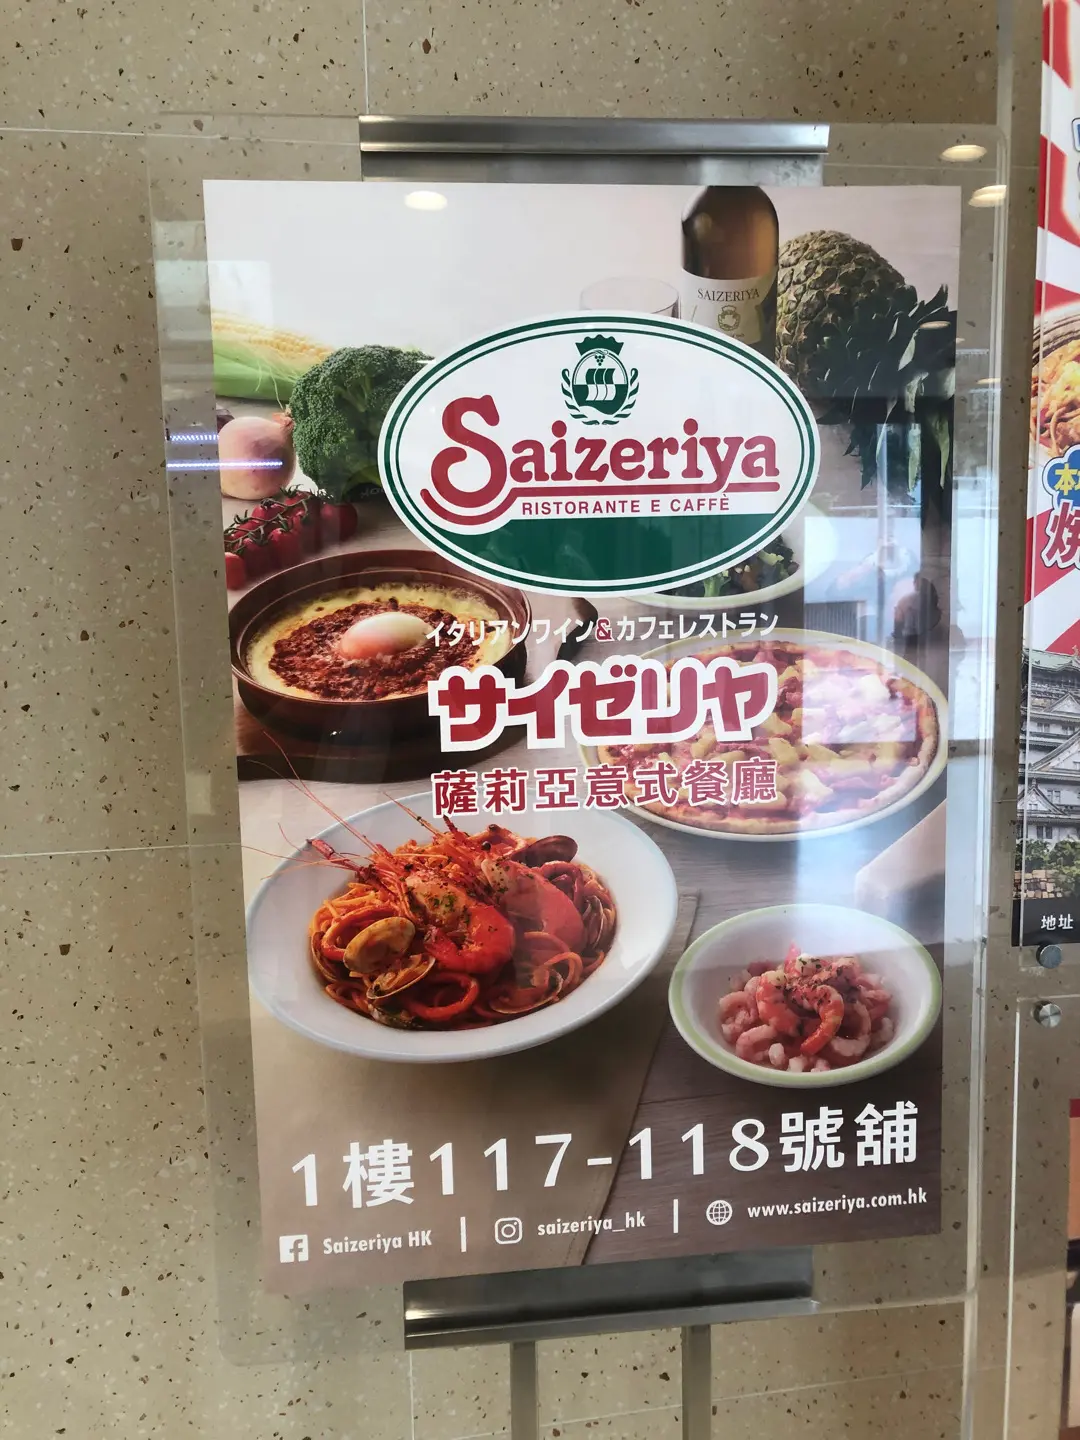 SAIZERIYA
Saizeriya
RISTORANTE E CAFFÈ
イタリアンワイン&カフェレストラン
サイゼリヤ
薩莉亞意式餐廳
1樓117-118號舖
Saizeriya HK | saizeriya_hk | www.saizeriya.com.hk
地址